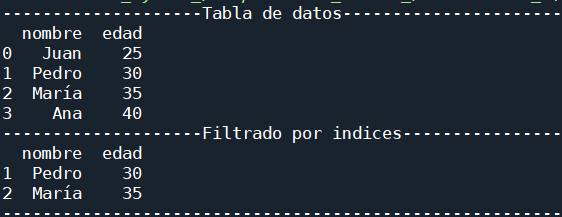 --------------------Tabla de datos----------------------
  nombre  edad
0   Juan    25
1  Pedro    30
2  María    35
3    Ana    40
--------------------Filtrado por indices----------------
  nombre  edad
1  Pedro    30
2  María    35
--------------------------------------------------------